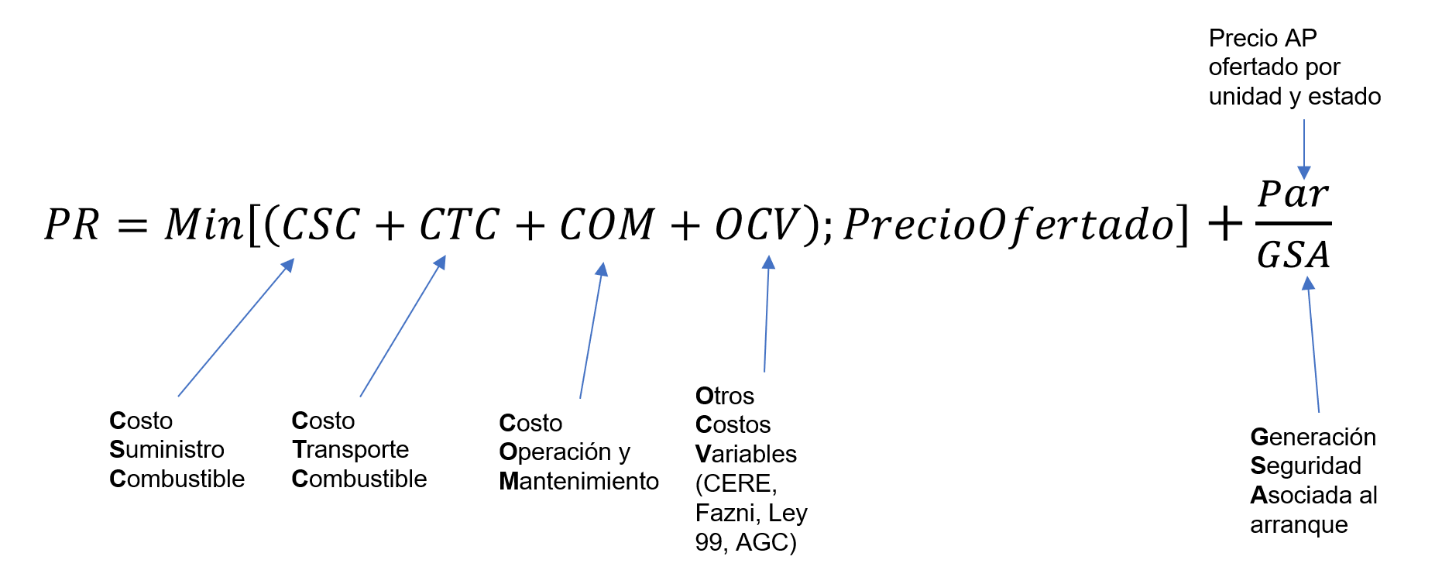 Precio AP
ofertado por
unidad y estado
PR = Min[(CSC + CTC + COM + OCV); PrecioOfertado] + Par
GSA
Costo
Suministro
Combustible
Costo
Transporte
Combustible
Costo
Operación y
Mantenimiento
Otros
Costos
Variables
(CERE,
Fazni, Ley
99, AGC)
Generación
Seguridad
Asociada al
arranque